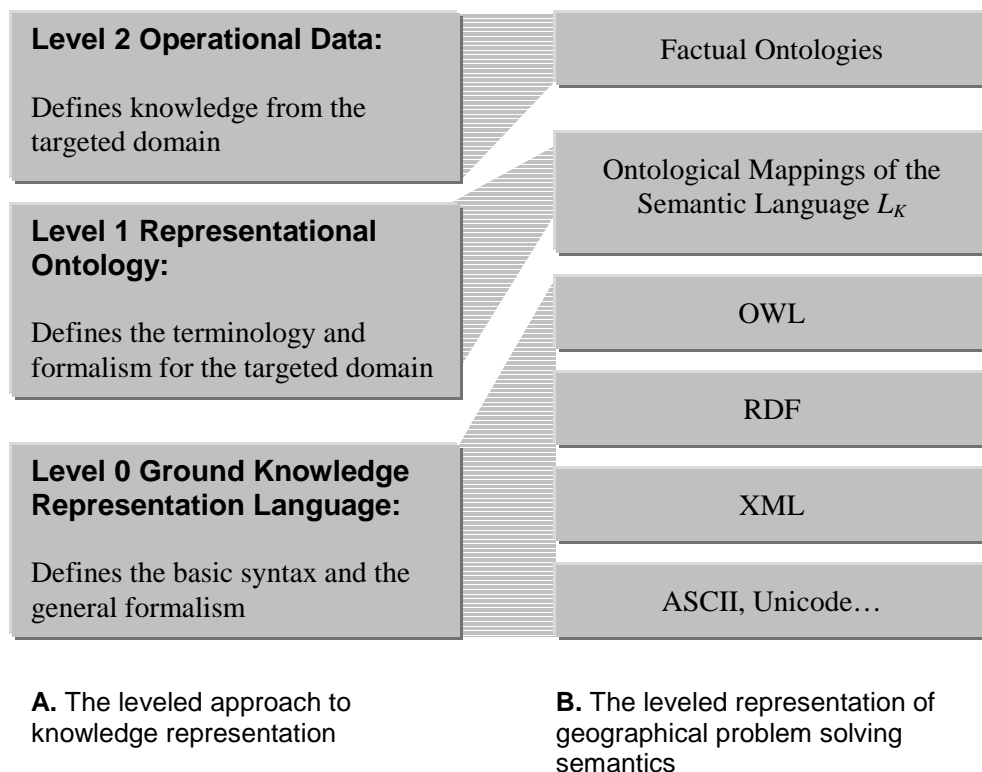 Level 2 Operational Data:
Defines knowledge from the
targeted domain
Level 1 Representational
Ontology:
Defines the terminology and
formalism for the targeted domain
Level 0 Ground Knowledge
Representation Language:
Defines the basic syntax and the
general formalism
A. The leveled approach to
knowledge representation
Factual Ontologies
Ontological Mappings of the
Semantic Language L_K
OWL
RDF
XML
ASCII, Unicode…
B. The leveled representation of
geographical problem solving
semantics